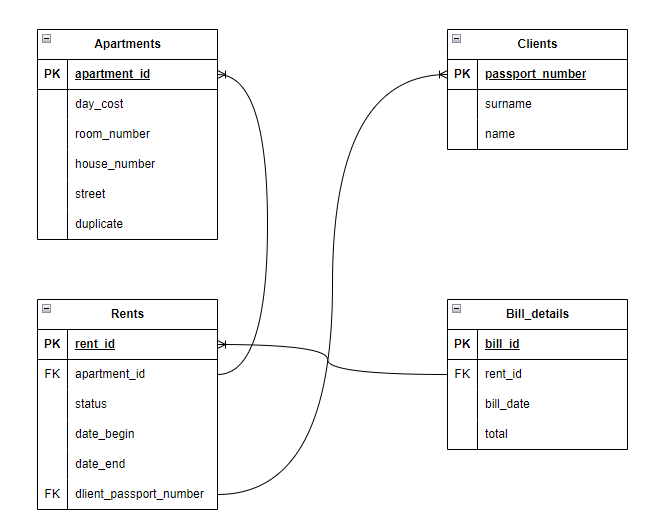 Apartments
PK apartment_id
day_cost
room_number
house_number
street
duplicate
Clients
PK passport_number
surname
name
Rents
PK rent_id
FK apartment_id
status
date_begin
date_end
FK dlient_passport_number
Bill_details
PK bill_id
FK rent_id
bill_date
total